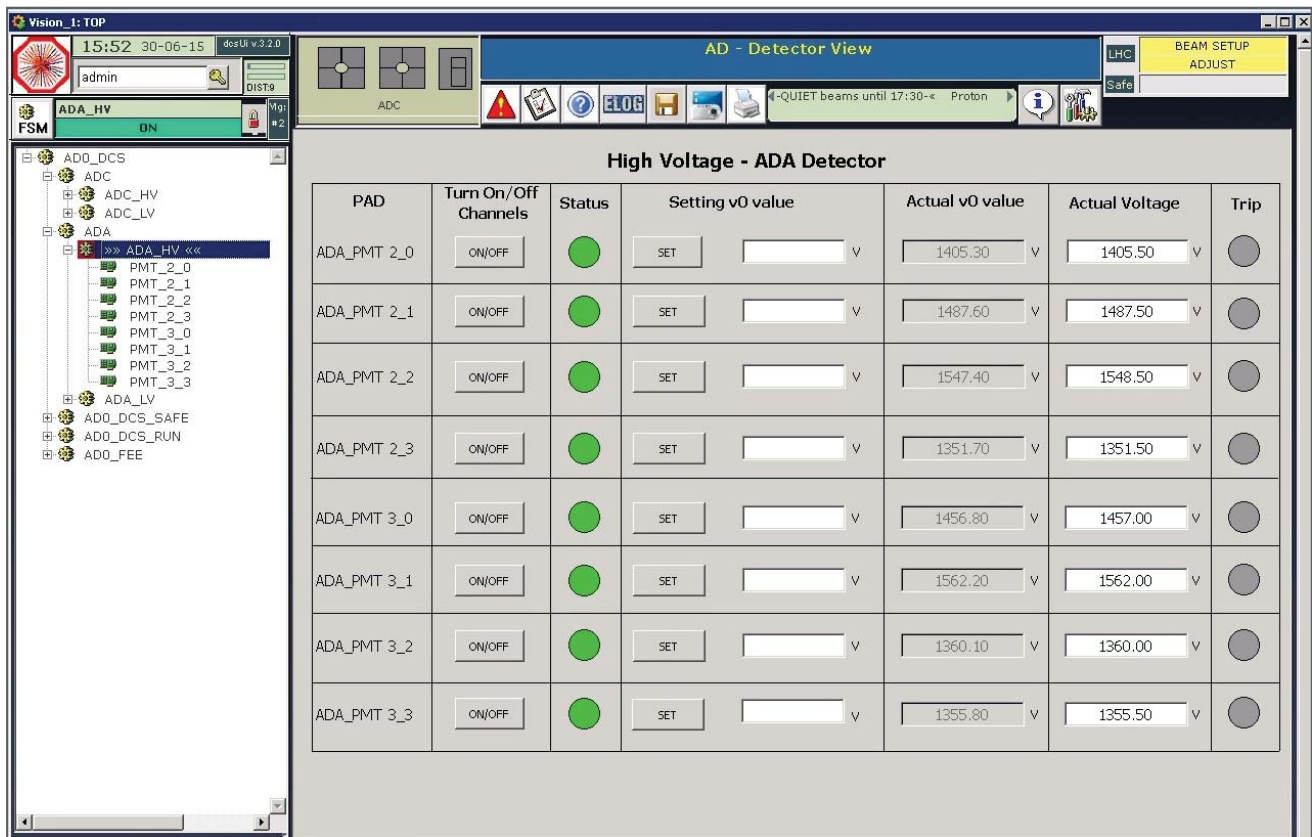 Vision_1: TOP
15:52 30-06-15
dosUi v.3.2.0
admin
DIST:9
ADC
AD - Detector View
LHC
BEAM SETUP
ADJUST
Safe
ELOG
-QUIET beams until 17:30-« Proton
FSM
ADA_HV
ON
Mg:
#2
AD0_DCS
ADC
ADC_HV
ADC_LV
ADA
»» ADA_HV ««
PMT_2_0
PMT_2_1
PMT_2_2
PMT_2_3
PMT_3_0
PMT_3_1
PMT_3_2
PMT_3_3
ADA_LV
AD0_DCS_SAFE
AD0_DCS_RUN
AD0_FEE
High Voltage - ADA Detector
PAD Turn On/Off Channels Status Setting v0 value Actual v0 value Actual Voltage Trip
ADA_PMT 2_0 ON/OFF SET V 1405.30 V 1405.50 V
ADA_PMT 2_1 ON/OFF SET V 1487.60 V 1487.50 V
ADA_PMT 2_2 ON/OFF SET V 1547.40 V 1548.50 V
ADA_PMT 2_3 ON/OFF SET V 1351.70 V 1351.50 V
ADA_PMT 3_0 ON/OFF SET V 1456.80 V 1457.00 V
ADA_PMT 3_1 ON/OFF SET V 1562.20 V 1562.00 V
ADA_PMT 3_2 ON/OFF SET V 1360.10 V 1360.00 V
ADA_PMT 3_3 ON/OFF SET V 1355.80 V 1355.50 V